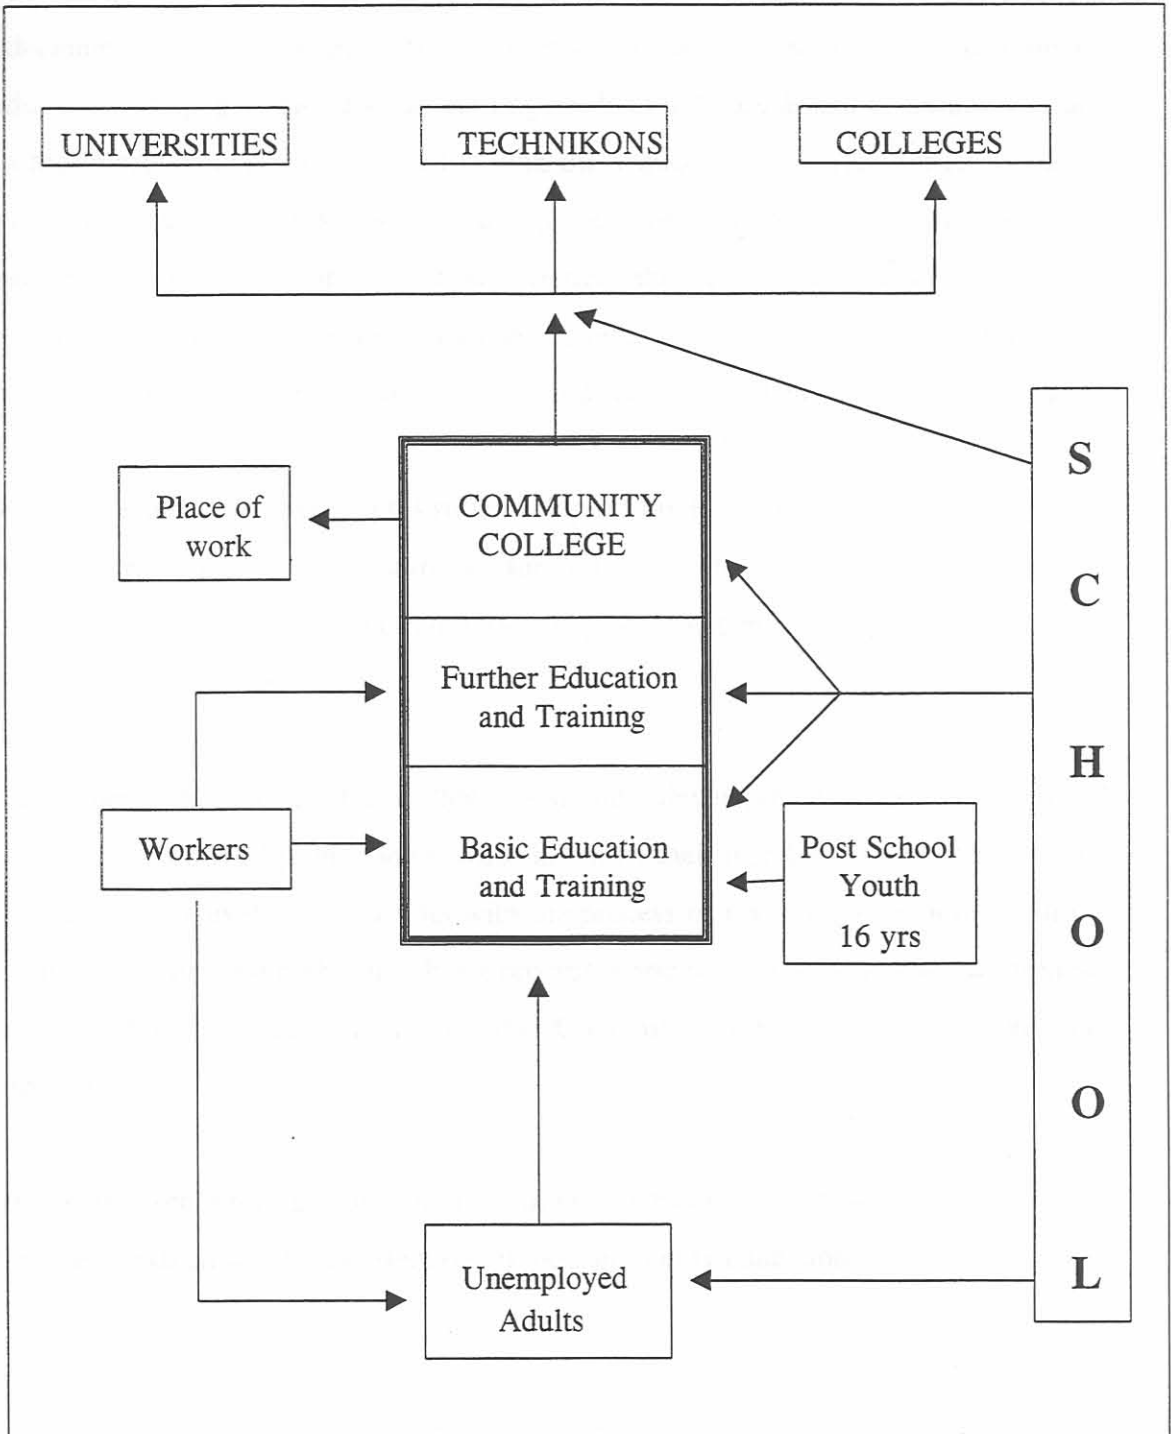 UNIVERSITIES
TECHNIKONS
COLLEGES
Place of
work
COMMUNITY
COLLEGE
Further Education
and Training
Workers
Basic Education
and Training
Post School
Youth
16 yrs
Unemployed
Adults
S
C
H
O
O
L